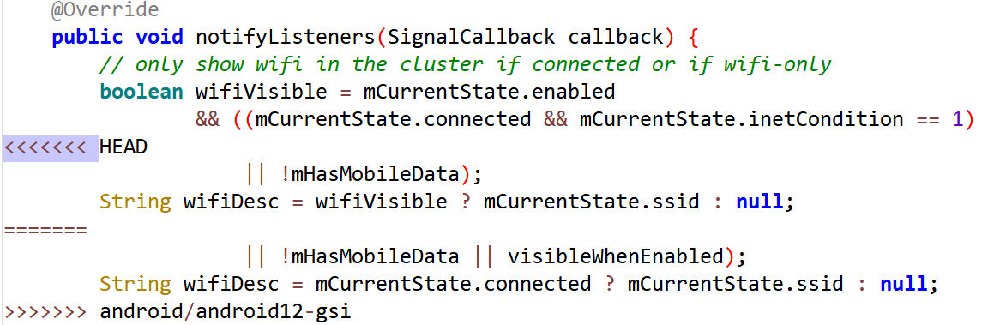 @Override
public void notifyListeners(SignalCallback callback) {
// only show wifi in the cluster if connected or if wifi-only
boolean wifiVisible = mCurrentState.enabled
&& ((mCurrentState.connected && mCurrentState.inetCondition == 1)
<<<<<<< HEAD
|| !mHasMobileData);
String wifiDesc = wifiVisible ? mCurrentState.ssid : null;
=======
|| !mHasMobileData || visibleWhenEnabled);
String wifiDesc = mCurrentState.connected ? mCurrentState.ssid : null;
>>>>>>> android/android12-gsi